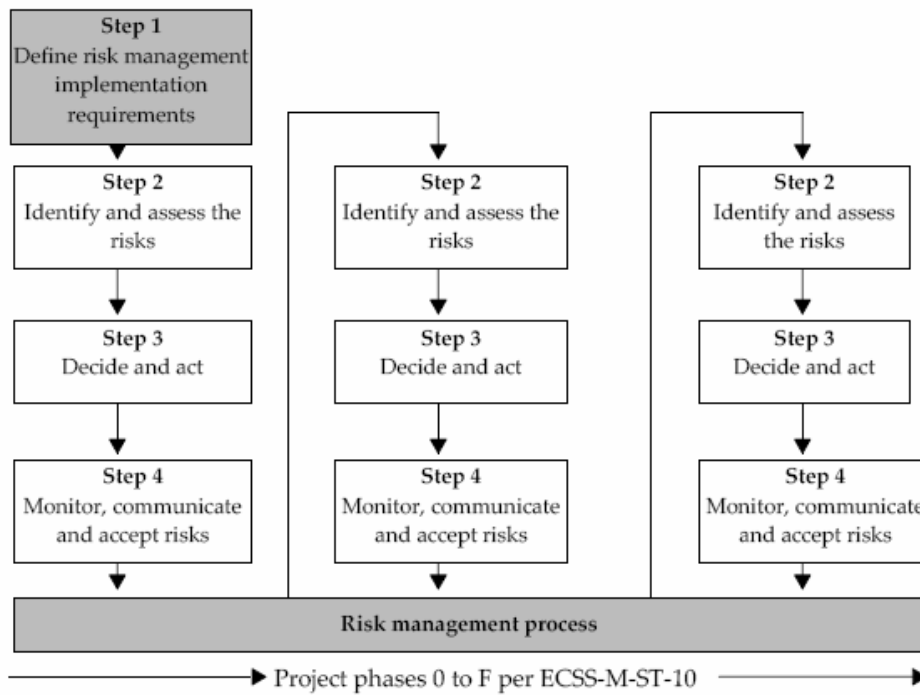 Step 1
Define risk management
implementation
requirements
Step 2
Identify and assess the
risks
Step 3
Decide and act
Step 4
Monitor, communicate
and accept risks
Step 2
Identify and assess the
risks
Step 3
Decide and act
Step 4
Monitor, communicate
and accept risks
Step 2
Identify and assess
the risks
Step 3
Decide and act
Step 4
Monitor, communicate
and accept risks
Risk management process
Project phases 0 to F per ECSS-M-ST-10